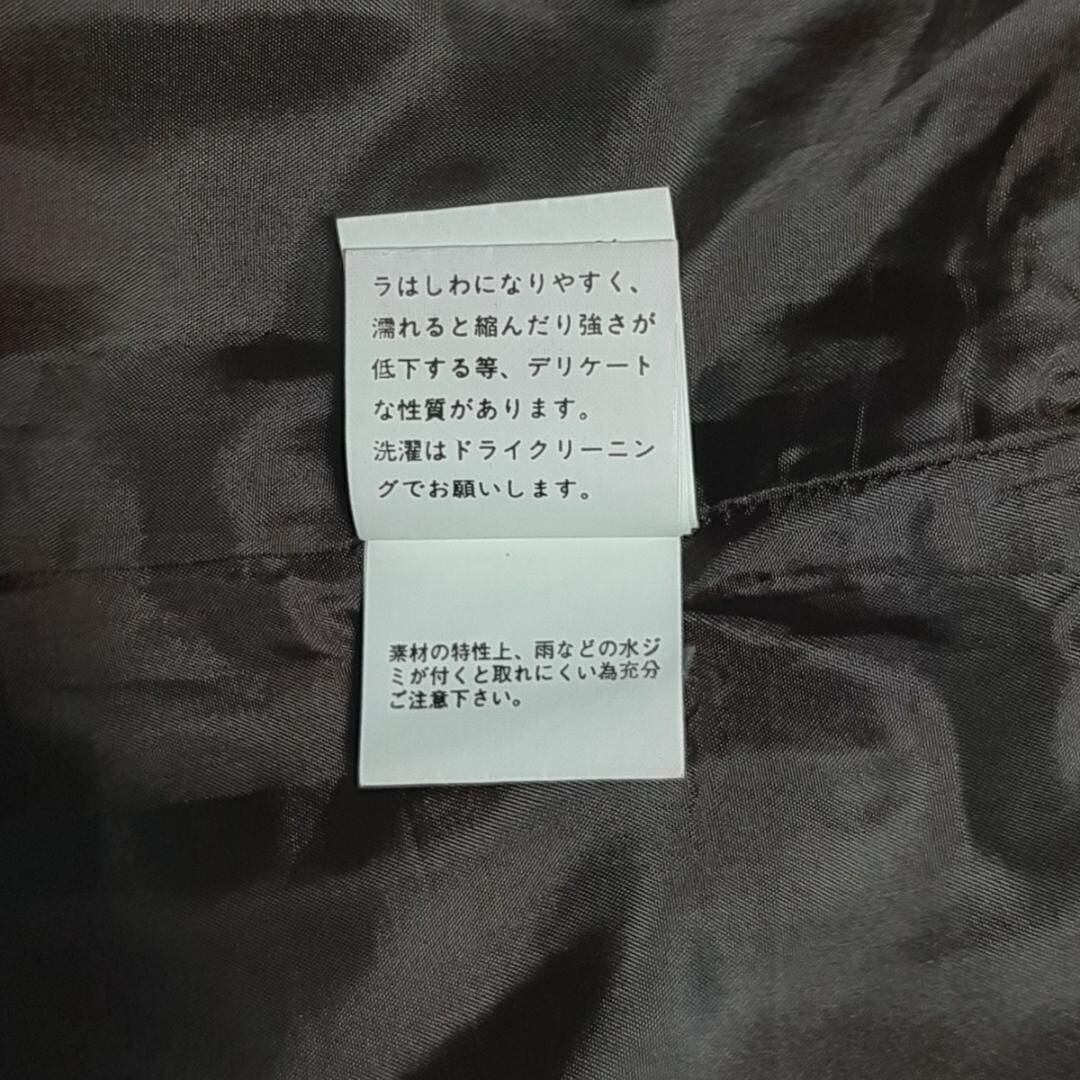 ラはしわになりやすく、
濡れると縮んだり強さが
低下する等、デリケート
な性質があります。
洗濯はドライクリーニン
グでお願いします。
素材の特性上、雨などの水ジ
ミが付くと取れにくい為充分
ご注意下さい。